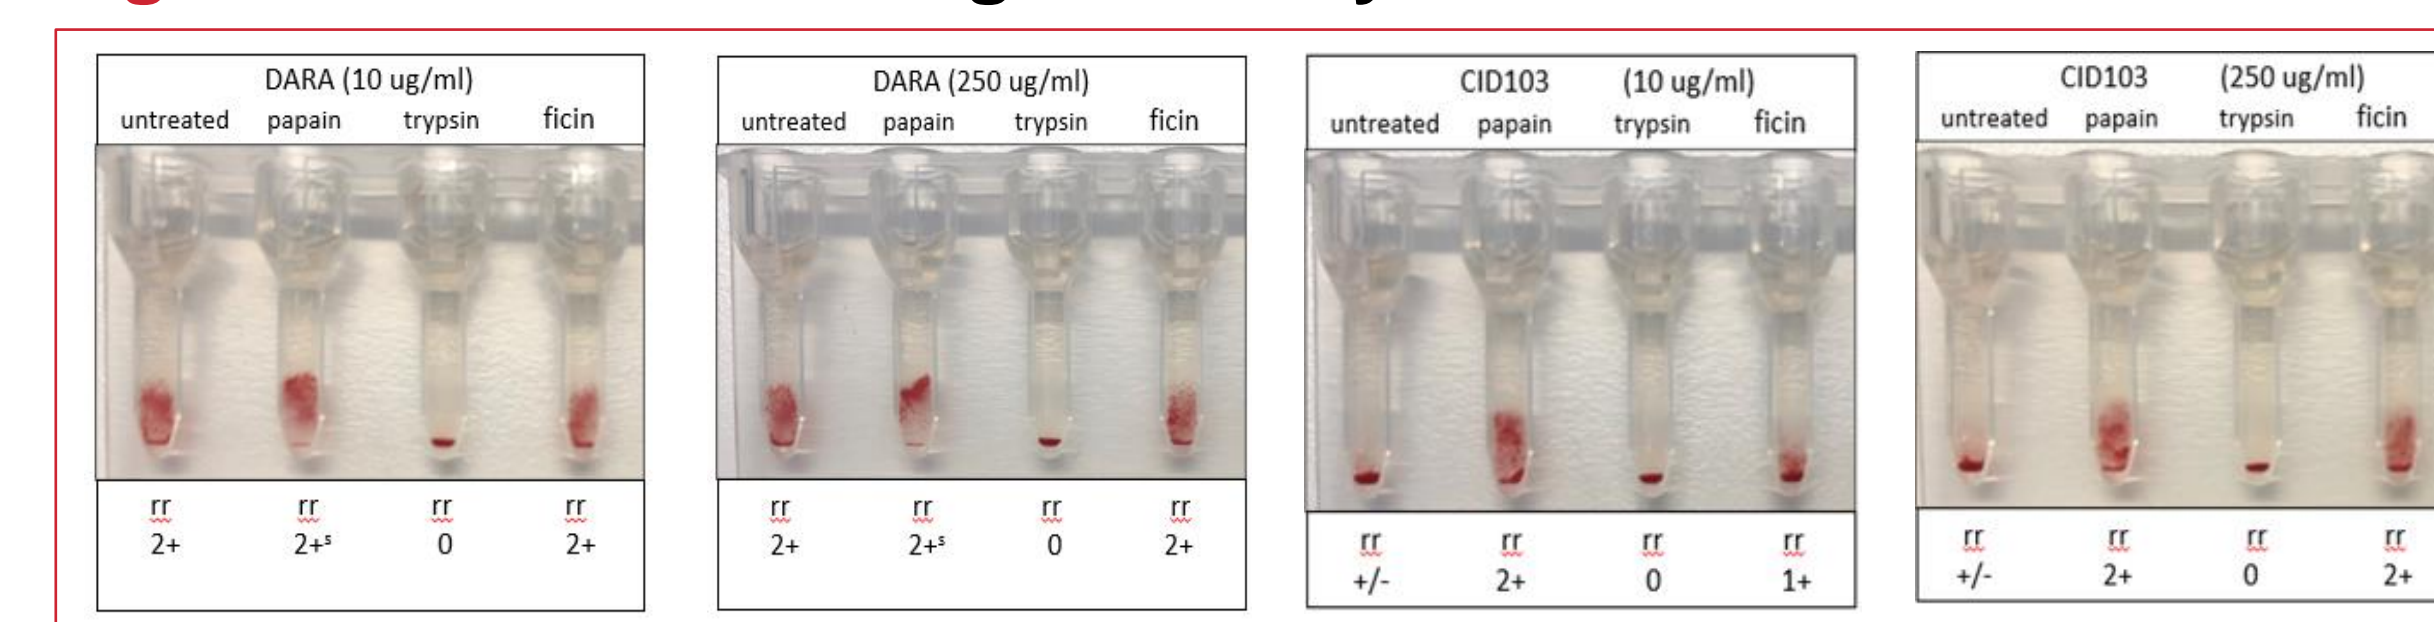 DARA (10 ug/ml)
untreated papain trypsin ficin
rr rr rr rr
2+ 2+ˢ 0 2+
DARA (250 ug/ml)
untreated papain trypsin ficin
rr rr rr rr
2+ 2+ˢ 0 2+
CID103 (10 ug/ml)
untreated papain trypsin ficin
rr rr rr rr
+/- 2+ 0 1+
CID103 (250 ug/ml)
untreated papain trypsin ficin
rr rr rr rr
+/- 2+ 0 2+